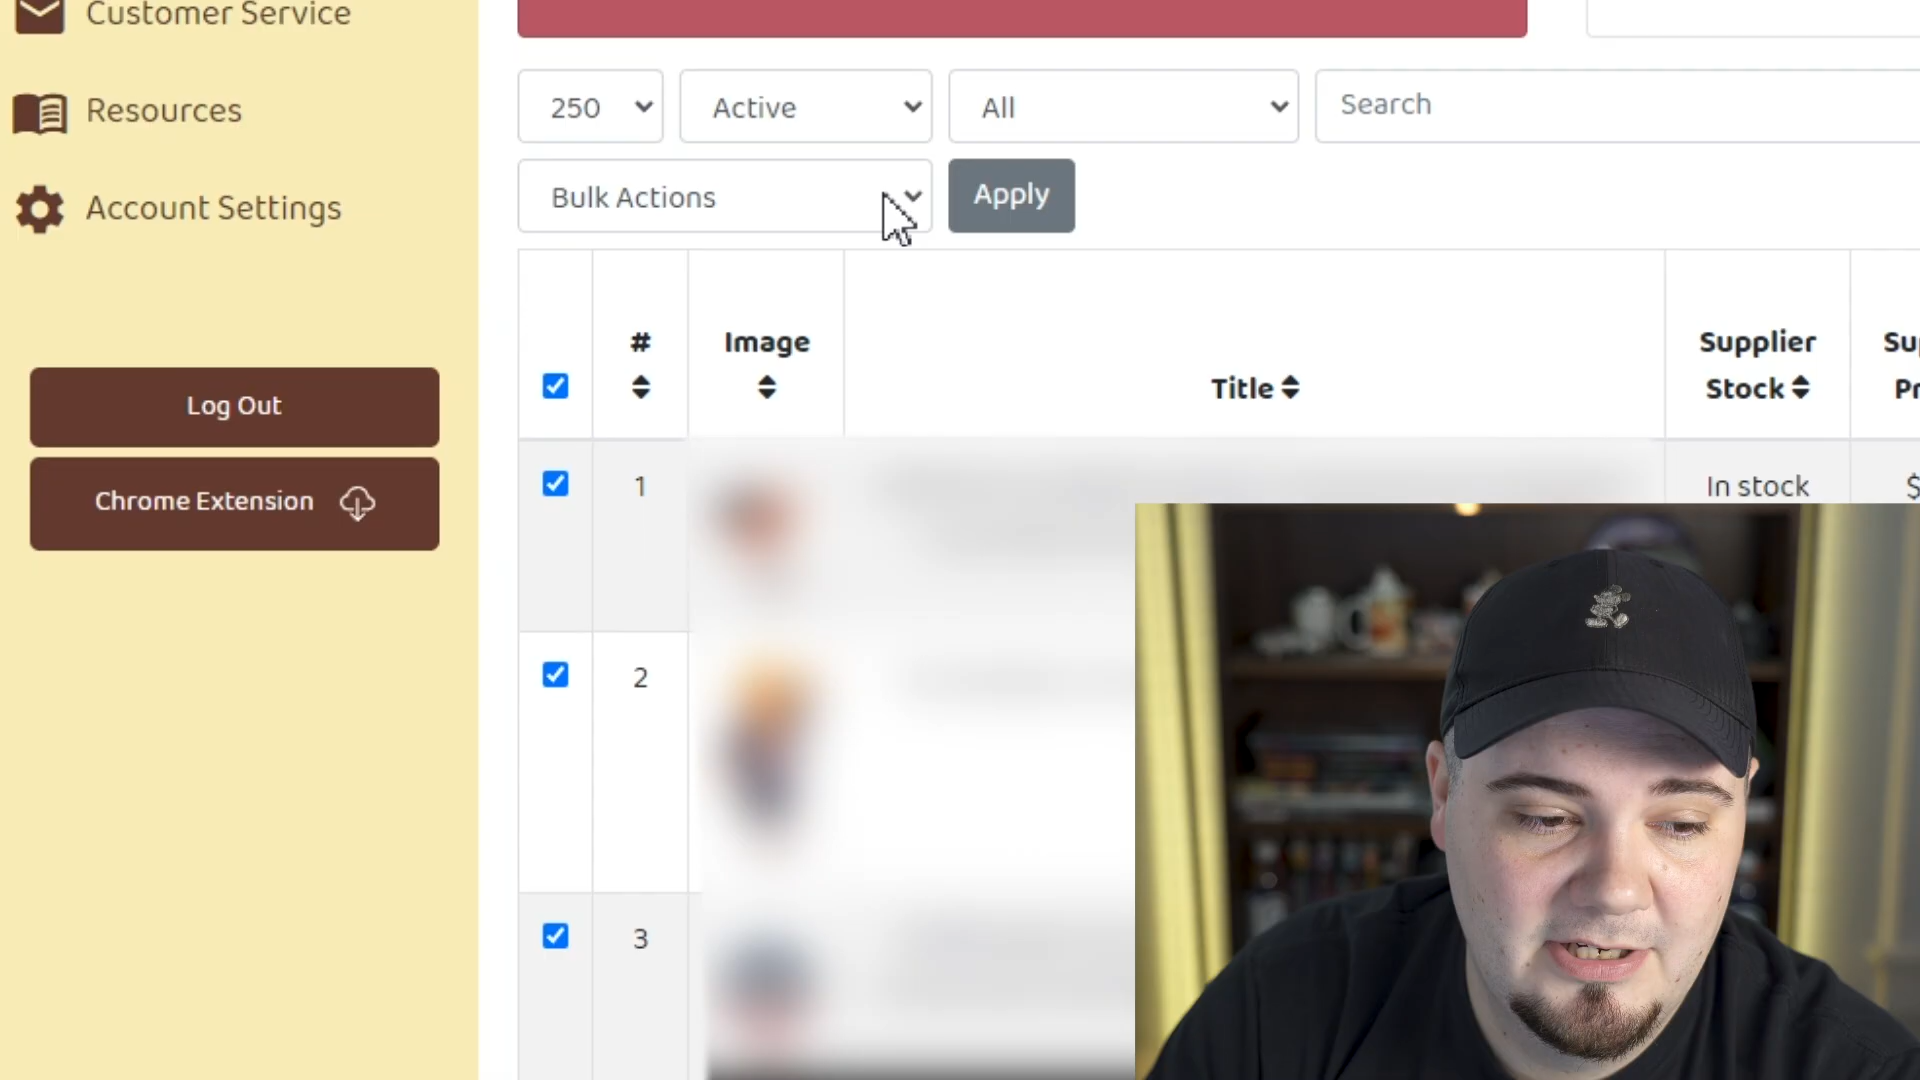 Customer Service
Resources
Account Settings
Log Out
Chrome Extension
250
Active
All
Search
Bulk Actions
Apply
#
Image
Title
Supplier
Stock
1
In stock
$
2
3